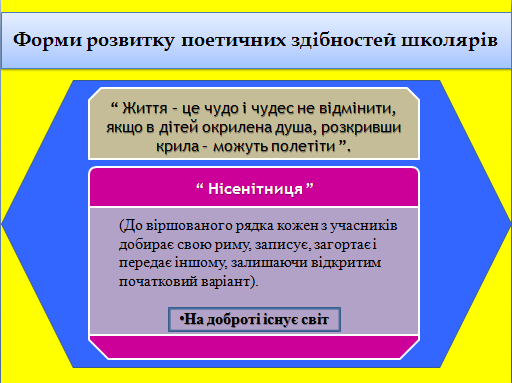 Форми розвитку поетичних здібностей школярів
“ Життя – це чудо і чудес не відмінити,
якщо в дітей окрилена душа, розкривши
крила – можуть полетіти ”.
“ Нісенітниця ”
(До віршованого рядка кожен з учасників
добирає свою риму, записує, загортає і
передає іншому, залишаючи відкритим
початковий варіант).
•На доброті існує світ